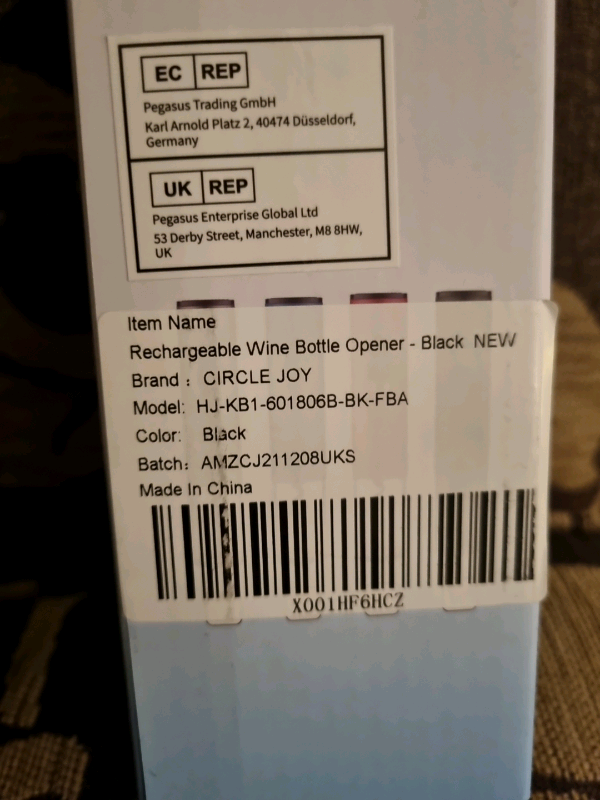 EC REP
Pegasus Trading GmbH
Karl Arnold Platz 2, 40474 Düsseldorf,
Germany
UK REP
Pegasus Enterprise Global Ltd
53 Derby Street, Manchester, M8 8HW,
UK
Item Name
Rechargeable Wine Bottle Opener - Black NEW
Brand : CIRCLE JOY
Model: HJ-KB1-601806B-BK-FBA
Color: Black
Batch: AMZCJ211208UKS
Made In China
X001HF6HCZ